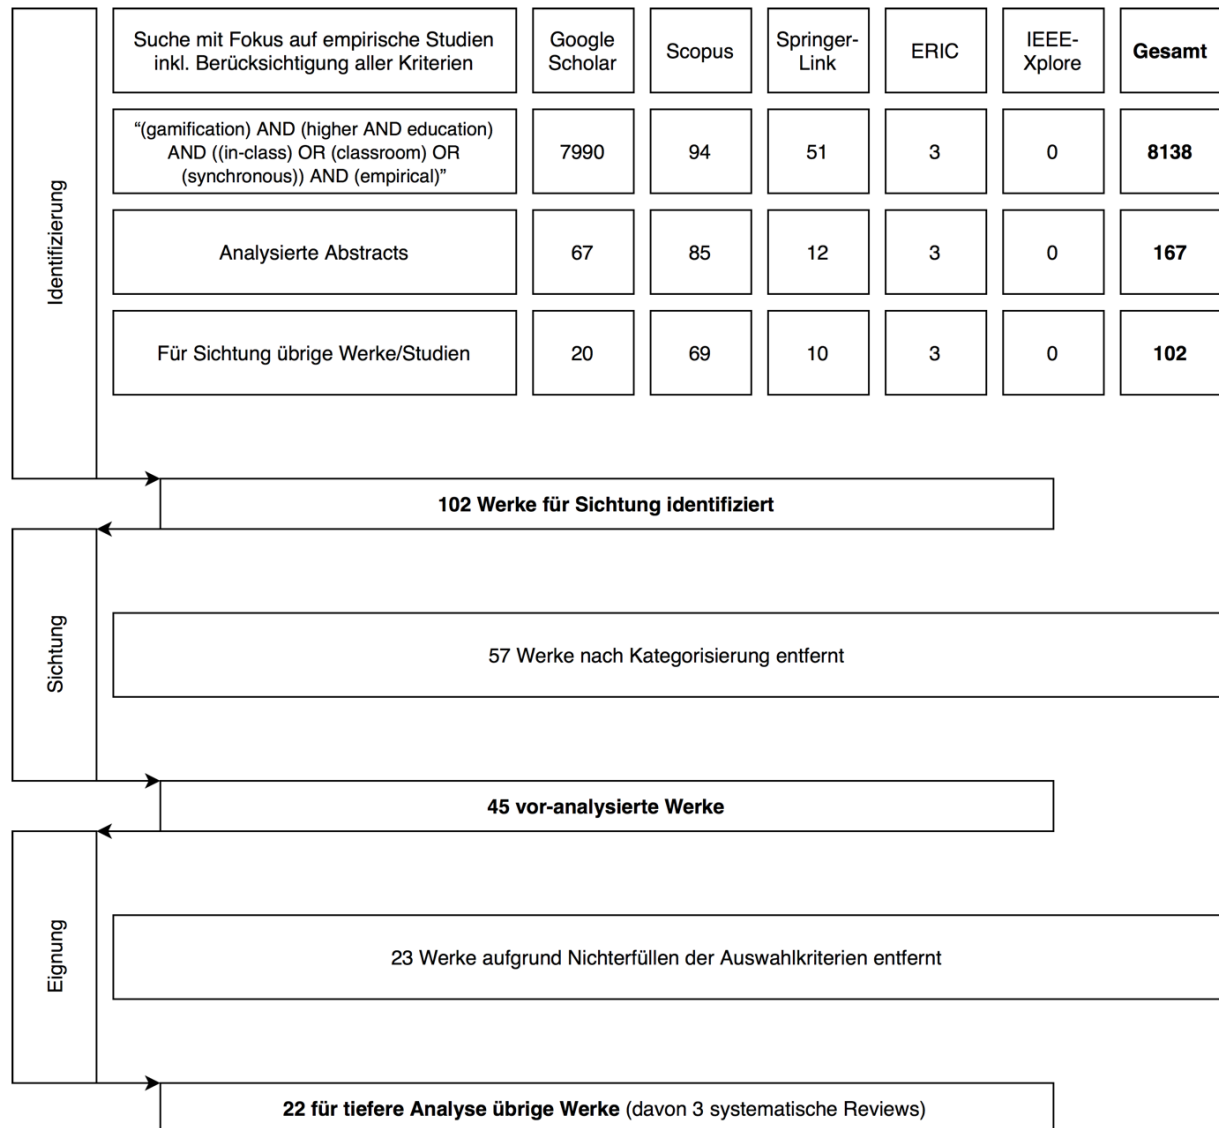 Identifizierung
Suche mit Fokus auf empirische Studien
inkl. Berücksichtigung aller Kriterien
Google
Scholar
Scopus
Springer-
Link
ERIC
IEEE-
Xplore
Gesamt
“(gamification) AND (higher AND education)
AND ((in-class) OR (classroom) OR
(synchronous)) AND (empirical)”
7990
94
51
3
0
8138
Analysierte Abstracts
67
85
12
3
0
167
Für Sichtung übrige Werke/Studien
20
69
10
3
0
102
102 Werke für Sichtung identifiziert
Sichtung
57 Werke nach Kategorisierung entfernt
45 vor-analysierte Werke
Eignung
23 Werke aufgrund Nichterfüllen der Auswahlkriterien entfernt
22 für tiefere Analyse übrige Werke (davon 3 systematische Reviews)